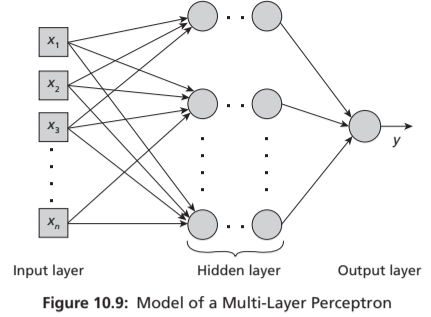 x1
x2
x3
xn
y
Input layer
Hidden layer
Output layer
Figure 10.9: Model of a Multi-Layer Perceptron